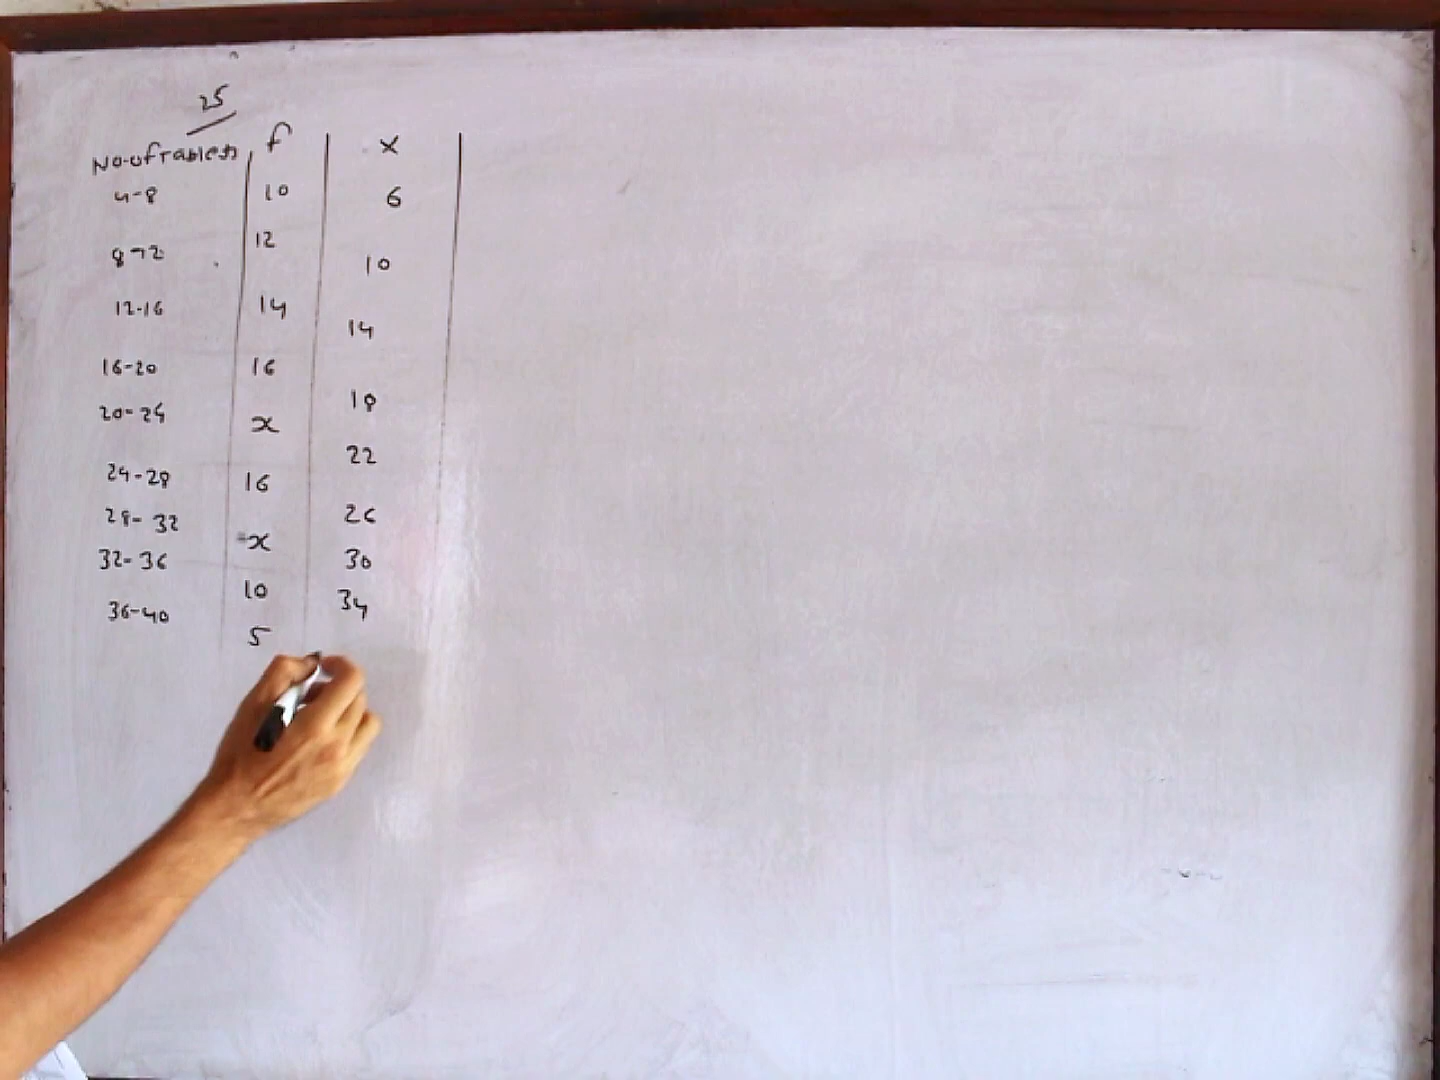 25
No-of Tablets f X
4-8 10 6
8-12 12 10
12-16 14 14
16-20 16 18
20-24 x 22
24-28 16 26
28-32 x 30
32-36 10 34
36-40 5